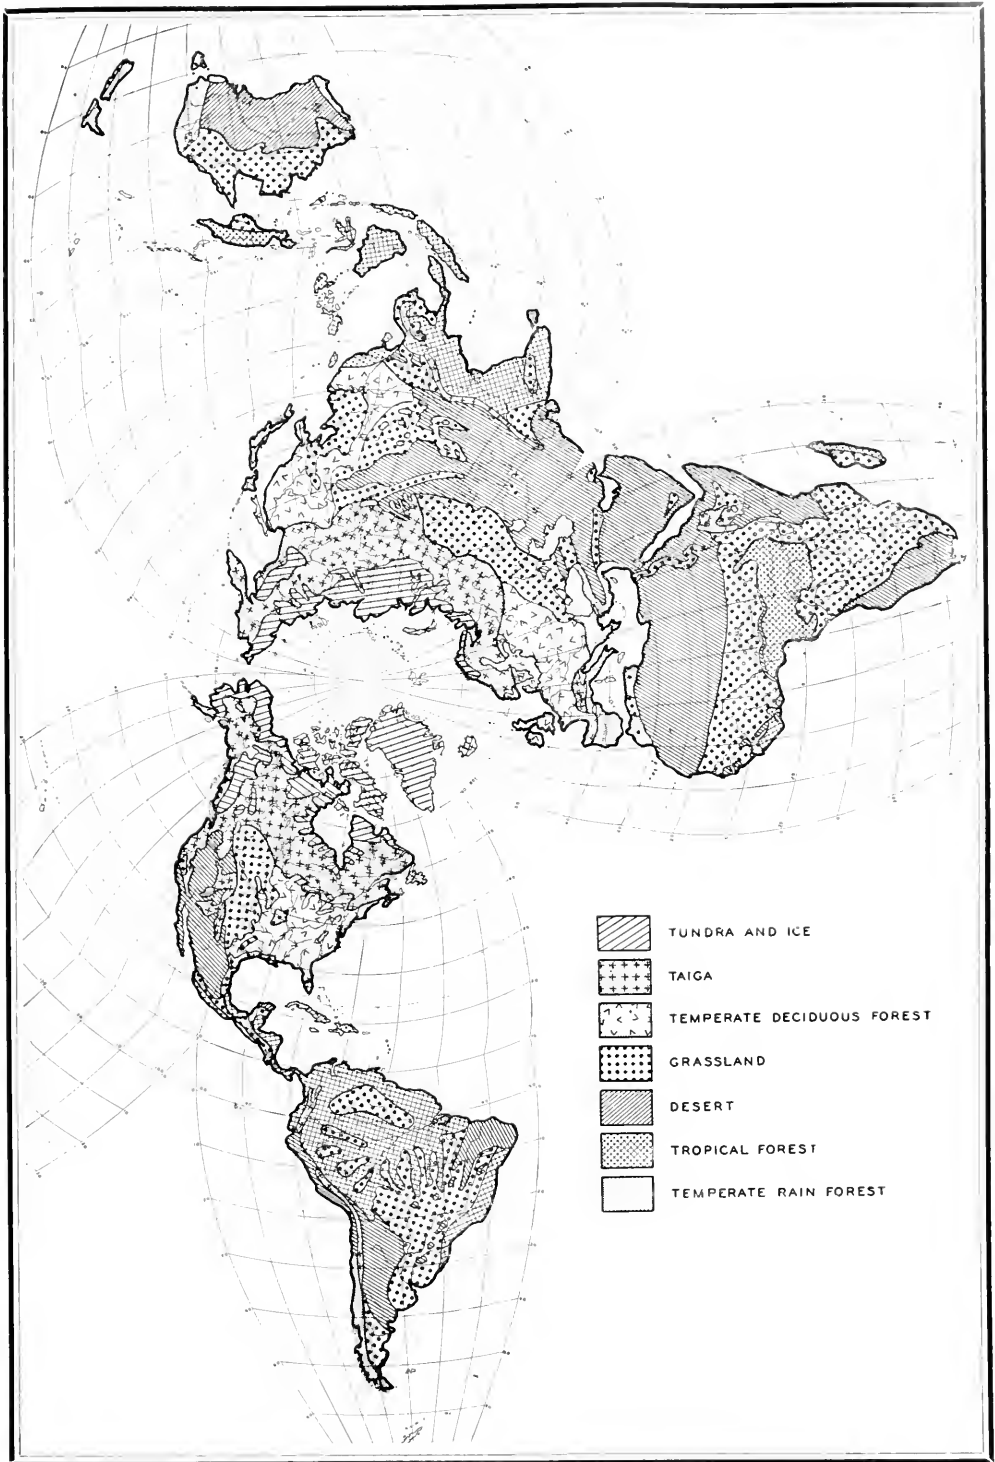 TUNDRA AND ICE
TAIGA
TEMPERATE DECIDUOUS FOREST
GRASSLAND
DESERT
TROPICAL FOREST
TEMPERATE RAIN FOREST